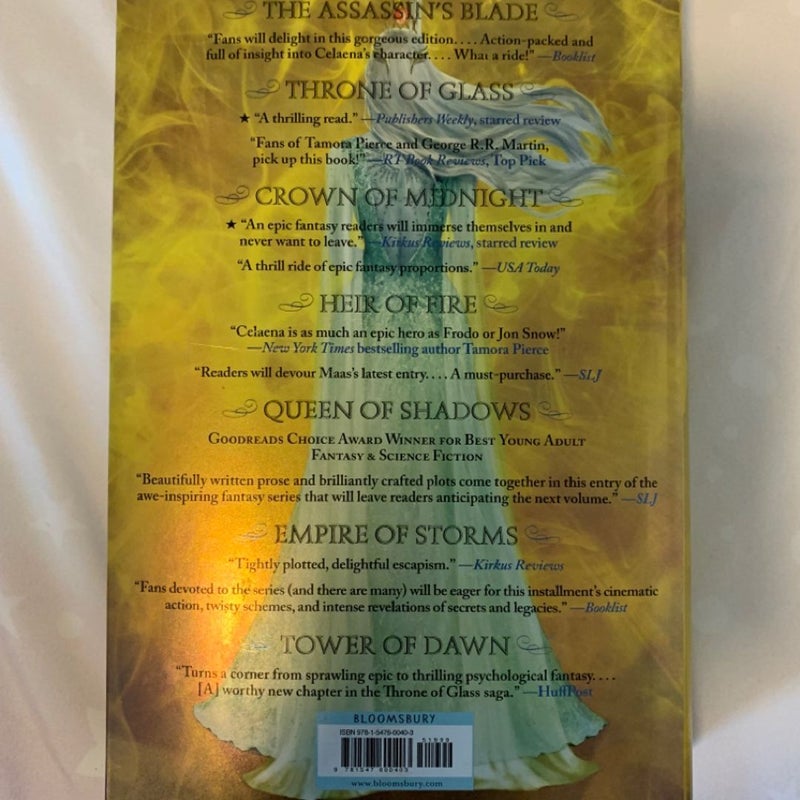 THE ASSASSIN'S BLADE
“Fans will delight in this gorgeous edition. . . . Action-packed and
full of insight into Celaena's character. . . . What a ride!” —Booklist
THRONE OF GLASS
★ “A thrilling read.” —Publishers Weekly, starred review
“Fans of Tamora Pierce and George R.R. Martin,
pick up this book!” —RT Book Reviews, Top Pick
CROWN OF MIDNIGHT
★ “An epic fantasy readers will immerse themselves in and
never want to leave.” —Kirkus Reviews, starred review
“A thrill ride of epic fantasy proportions.” —USA Today
HEIR OF FIRE
“Celaena is as much an epic hero as Frodo or Jon Snow!”
—New York Times bestselling author Tamora Pierce
“Readers will devour Maas's latest entry. . . . A must-purchase.” —SLJ
QUEEN OF SHADOWS
GOODREADS CHOICE AWARD WINNER FOR BEST YOUNG ADULT
FANTASY & SCIENCE FICTION
“Beautifully written prose and brilliantly crafted plots come together in this entry of the
awe-inspiring fantasy series that will leave readers anticipating the next volume.” —SLJ
EMPIRE OF STORMS
“Tightly plotted, delightful escapism.” —Kirkus Reviews
“Fans devoted to the series (and there are many) will be eager for this installment's cinematic
action, twisty schemes, and intense revelations of secrets and legacies.” —Booklist
TOWER OF DAWN
“Turns a corner from sprawling epic to thrilling psychological fantasy. . . .
[A] worthy new chapter in the Throne of Glass saga.” —HuffPost
BLOOMSBURY
ISBN 978-1-5476-0040-3
51999
9 781547 600403
www.bloomsbury.com